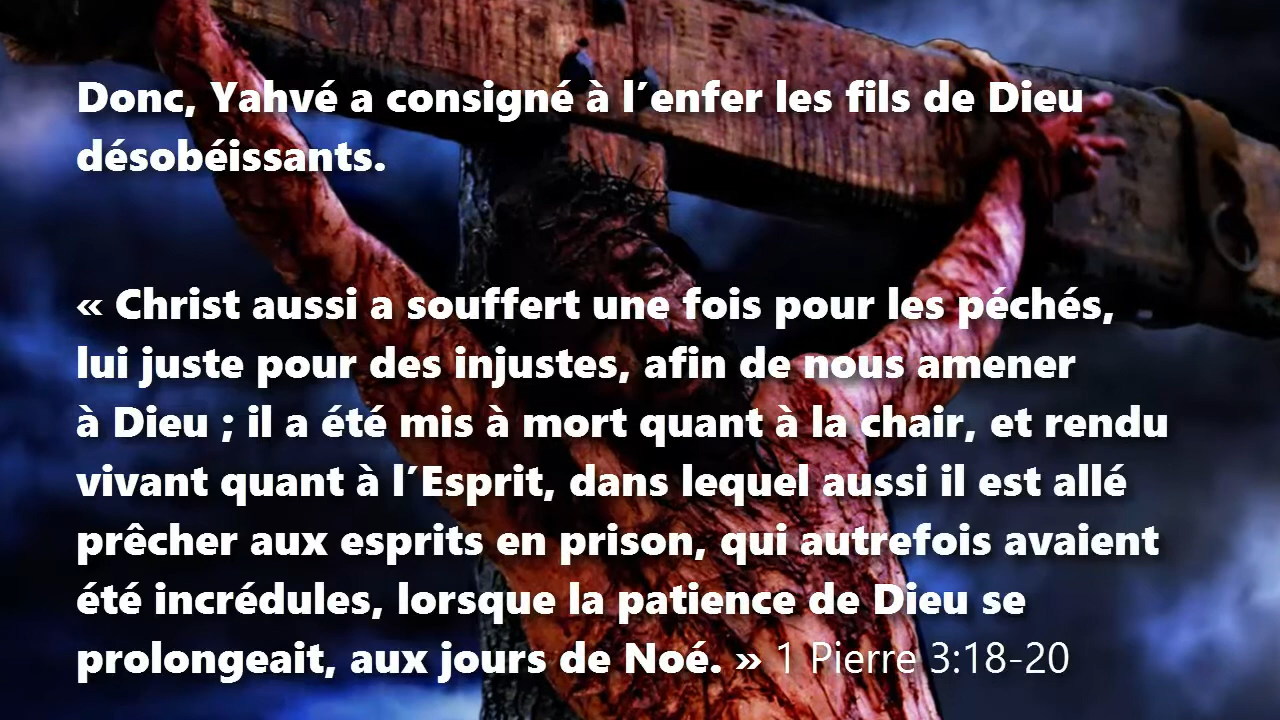 Donc, Yahvé a consigné à l´enfer les fils de Dieu
désobéissants.
« Christ aussi a souffert une fois pour les péchés,
lui juste pour des injustes, afin de nous amener
à Dieu ; il a été mis à mort quant à la chair, et rendu
vivant quant à l´Esprit, dans lequel aussi il est allé
prêcher aux esprits en prison, qui autrefois avaient
été incrédules, lorsque la patience de Dieu se
prolongeait, aux jours de Noé. » 1 Pierre 3:18-20